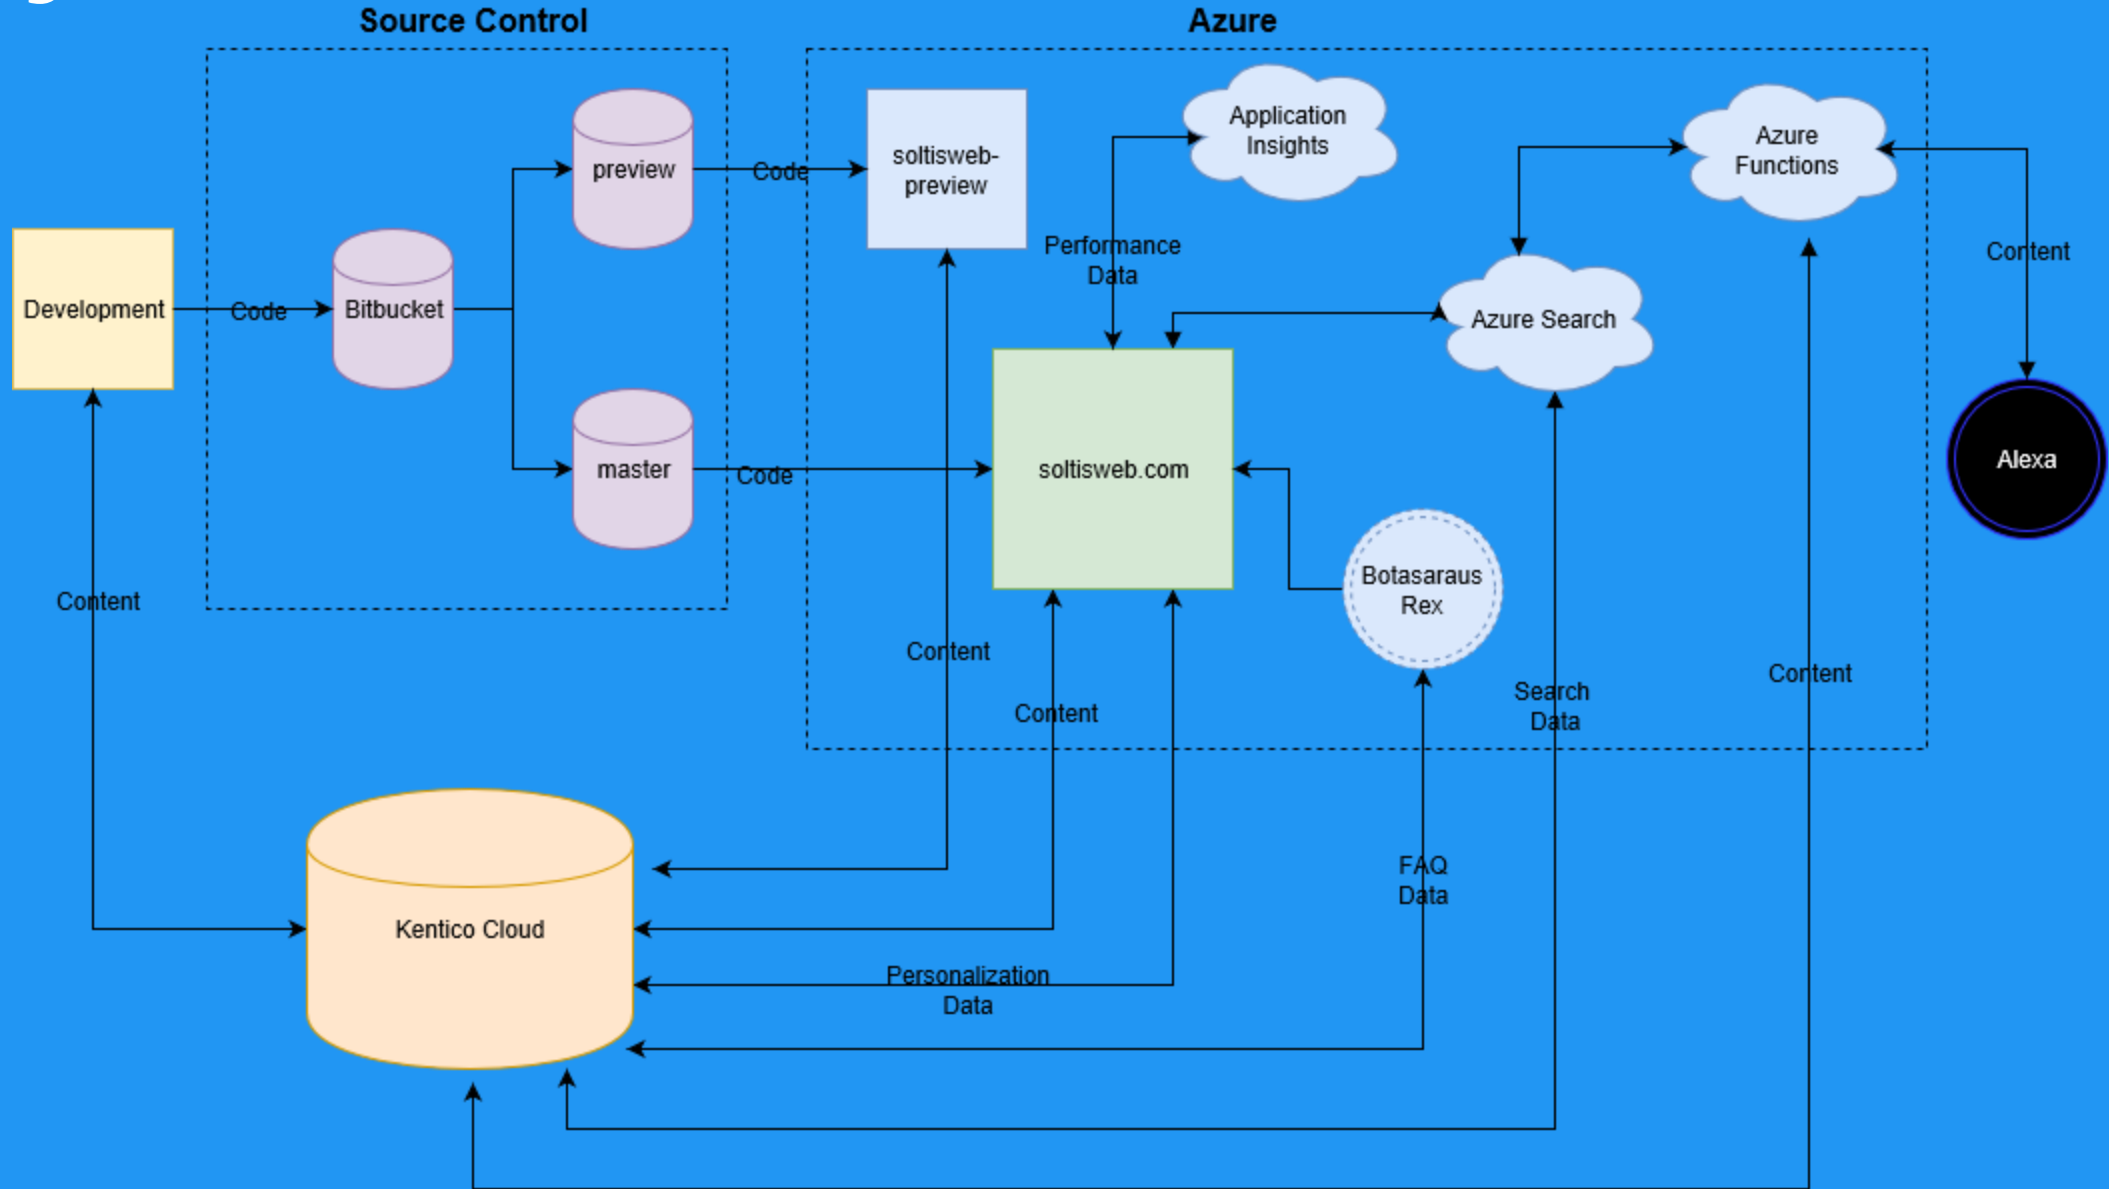 Source Control
Azure
preview
Code
soltisweb-
preview
Application
Insights
Azure
Functions
Performance
Data
Content
Development
Code
Bitbucket
Azure Search
master
Code
soltisweb.com
Alexa
Botasaraus
Rex
Content
Content
Content
Search
Data
Content
FAQ
Data
Kentico Cloud
Personalization
Data